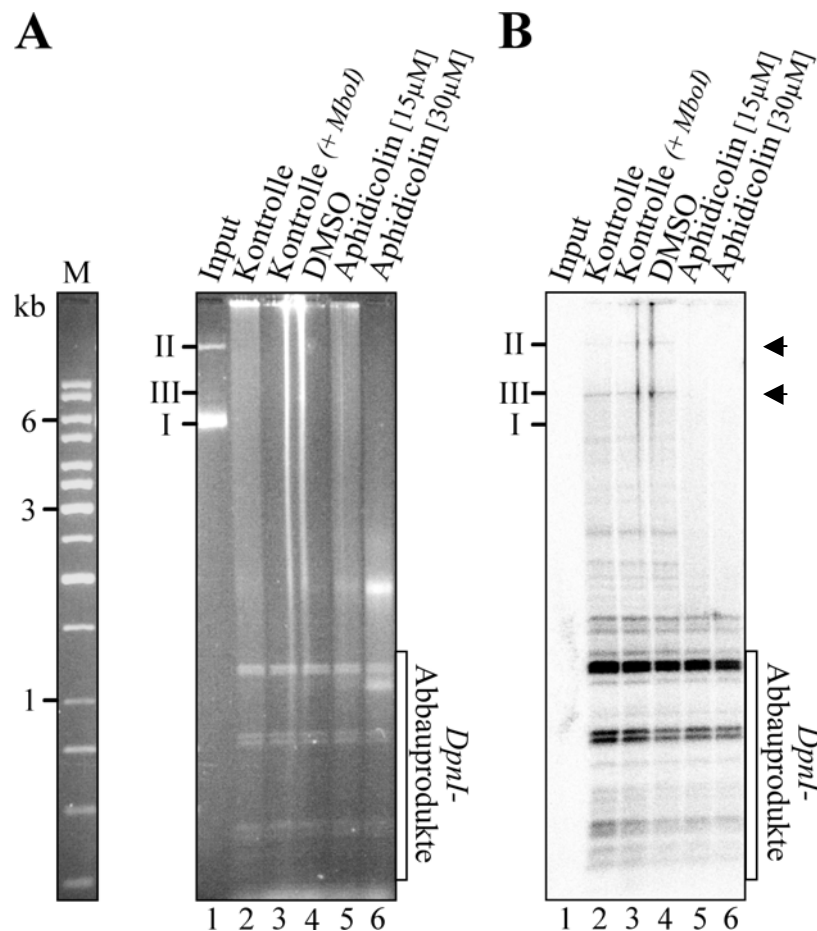 A
Input
Kontrolle
Kontrolle (+ MboI)
DMSO
Aphidicolin [15µM]
Aphidicolin [30µM]
M
kb
6
3
1
II
III
I
DpnI-
Abbauprodukte
1 2 3 4 5 6
B
Input
Kontrolle
Kontrolle (+ MboI)
DMSO
Aphidicolin [15µM]
Aphidicolin [30µM]
II
III
I
DpnI-
Abbauprodukte
1 2 3 4 5 6